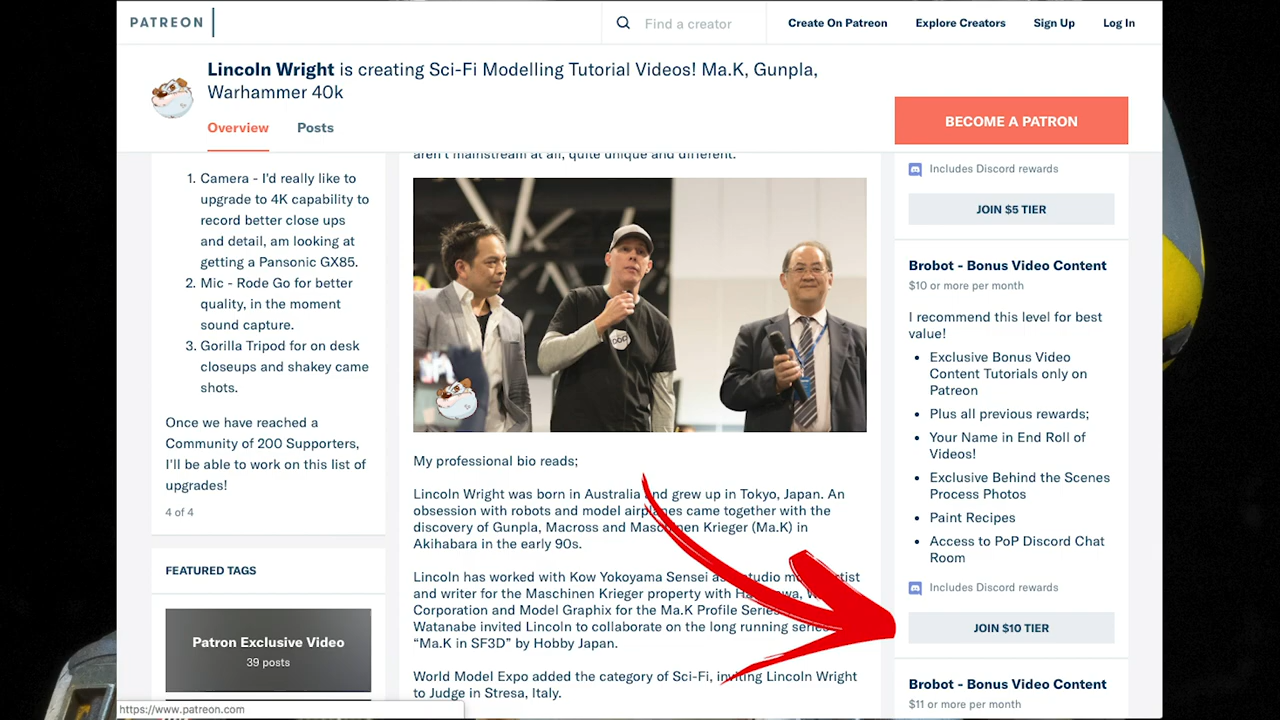 PATREON
Find a creator
Create On Patreon
Explore Creators
Sign Up
Log In
Lincoln Wright is creating Sci-Fi Modelling Tutorial Videos! Ma.K, Gunpla,
Warhammer 40k
Overview
Posts
BECOME A PATRON
1. Camera - I'd really like to
upgrade to 4K capability to
record better close ups
and detail, am looking at
getting a Pansonic GX85.
2. Mic - Rode Go for better
quality, in the moment
sound capture.
3. Gorilla Tripod for on desk
closeups and shakey came
shots.
Once we have reached a
Community of 200 Supporters,
I'll be able to work on this list of
upgrades!
4 of 4
FEATURED TAGS
Patron Exclusive Video
39 posts
https://www.patreon.com
aren't mainstream at all, quite unique and different.
My professional bio reads;
Lincoln Wright was born in Australia and grew up in Tokyo, Japan. An
obsession with robots and model airplanes came together with the
discovery of Gunpla, Macross and Maschinen Krieger (Ma.K) in
Akihabara in the early 90s.
Lincoln has worked with Kow Yokoyama Sensei as studio
and writer for the Maschinen Krieger property with
Corporation and Model Graphix for the Ma.K Profile Series
Watanabe invited Lincoln to collaborate on the long running series
“Ma.K in SF3D” by Hobby Japan.
World Model Expo added the category of Sci-Fi, inviting Lincoln Wright
to Judge in Stresa, Italy.
Includes Discord rewards
JOIN $5 TIER
Brobot - Bonus Video Content
$10 or more per month
I recommend this level for best
value!
• Exclusive Bonus Video
Content Tutorials only on
Patreon
• Plus all previous rewards;
• Your Name in End Roll of
Videos!
• Exclusive Behind the Scenes
Process Photos
• Paint Recipes
• Access to PoP Discord Chat
Room
Includes Discord rewards
JOIN $10 TIER
Brobot - Bonus Video Content
$11 or more per month